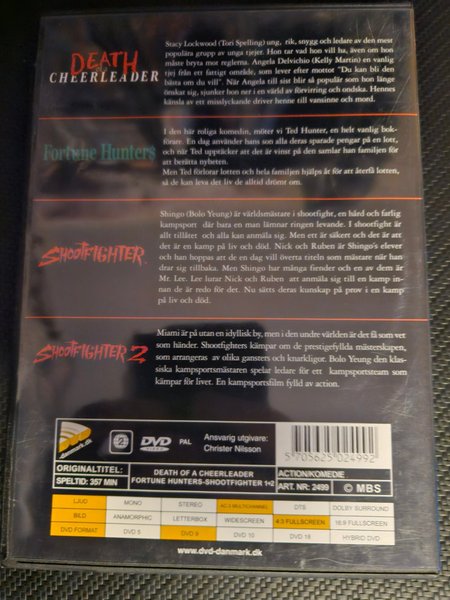 DEATH
CHEERLEADER
Stacy Lockwood (Tori Spelling) är ung, rik, snygg och ledare av den mest
populära grupp av unga tjejer. Hon tar vad hon vill ha, även om hon
måste bryta mot reglerna. Angela Delvichio (Kelly Martin) en vanlig
tjej från ett fattigt område, som lever efter mottot "Du kan bli den
bästa om du vill". När Angela till sist blir så populär som hon länge
önskat sig, sjunker hon ner i en värld av förvirring och ondska. Hennes
känsla av ett misslyckande driver henne till vansinne och mord.
Fortune Hunters
I den här roliga komedin, möter vi Ted Hunter, en helt vanlig bok-
förare. En dag använder hans son alla deras sparade pengar på en lott,
och när Ted upptäcker att det är vinst på den samlar han familjen för
att berätta nyheten.
Men Ted förlorar lotten och hela familjen hjälps åt för att återfå lotten,
så de kan leva det liv de alltid drömt om.
SHOOTFIGHTER
Shingo (Bolo Yeung) är världsmästare i shootfight, en hård och farlig
kampsport där bara en man lämnar ringen levande. I shootfight är
allt tillåtet och alla kan anmäla sig. Men ett är säkert och det är att
det är en kamp på liv och död. Nick och Ruben är Shingo's elever
och han hoppas att de en dag vill överta titeln som mästare när han
drar sig tillbaka. Men Shingo har många fiender och en av dem är
Mr. Lee. Lee lurar Nick och Ruben att anmäla sig till en kamp innan
de är redo för det. Nu sätts deras kunskap på prov i en kamp
på liv och död.
SHOOTFIGHTER 2
Miami är på utan en idyllisk by, men i den undre världen är det få som vet
som händer. Shootfighters kämpar om de prestigefyllda mästerskapen,
som arrangeras av olika gansters och knarkligor. Bolo Yeung den klas-
siska kampsportsmästaren spelar ledare för ett kampsportsteam som
kämpar för livet. En kampsportsfilm fylld av action.
DVD
danmark.dk
2
DVD
VIDEO
PAL
Ansvarig utgivare:
Christer Nilsson
5 705625 024992
ORIGINALTITEL:
DEATH OF A CHEERLEADER
ACTION/KOMEDIE
SPELTID: 357 MIN
FORTUNE HUNTERS-SHOOTFIGHTER 1+2
ART. NR: 2499
© MBS
LJUD
MONO
STEREO
AC-3 MULTICHANNEL
DTS
DOLBY SURROUND
BILD
ANAMORPHIC
LETTERBOX
WIDESCREEN
4:3 FULLSCREEN
16:9 FULLSCREEN
DVD FORMAT
DVD 5
DVD 9
DVD 10
DVD 18
HYBRID DVD
www.dvd-danmark.dk